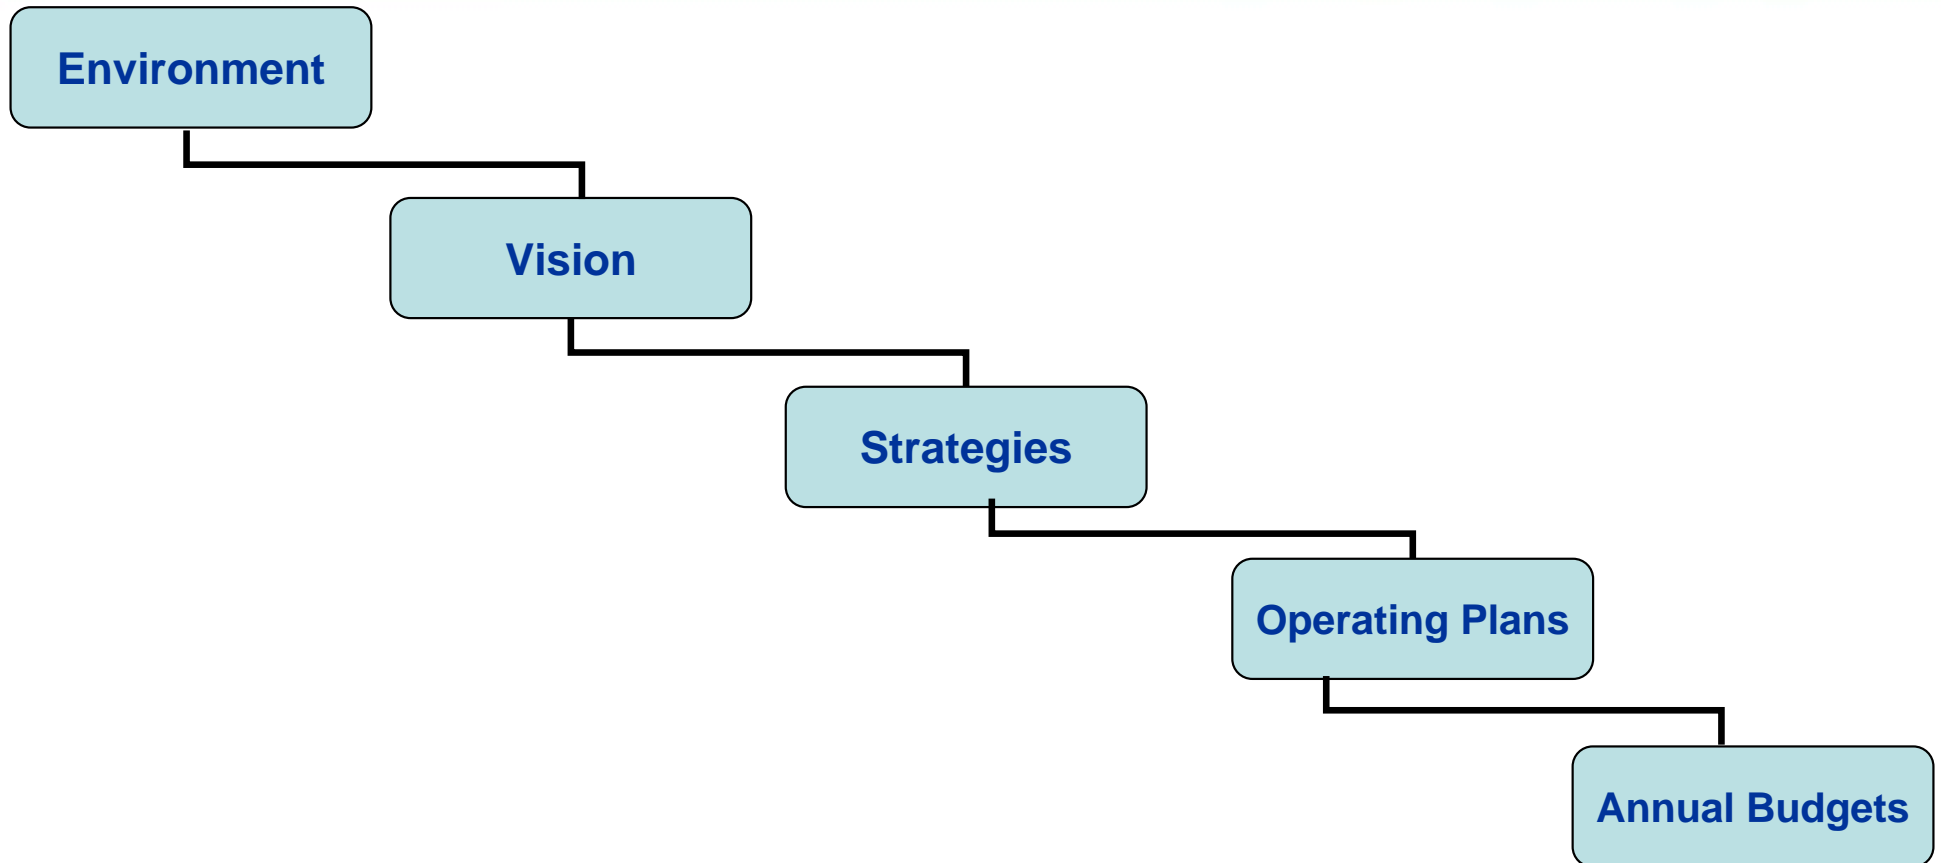 Environment
Vision
Strategies
Operating Plans
Annual Budgets